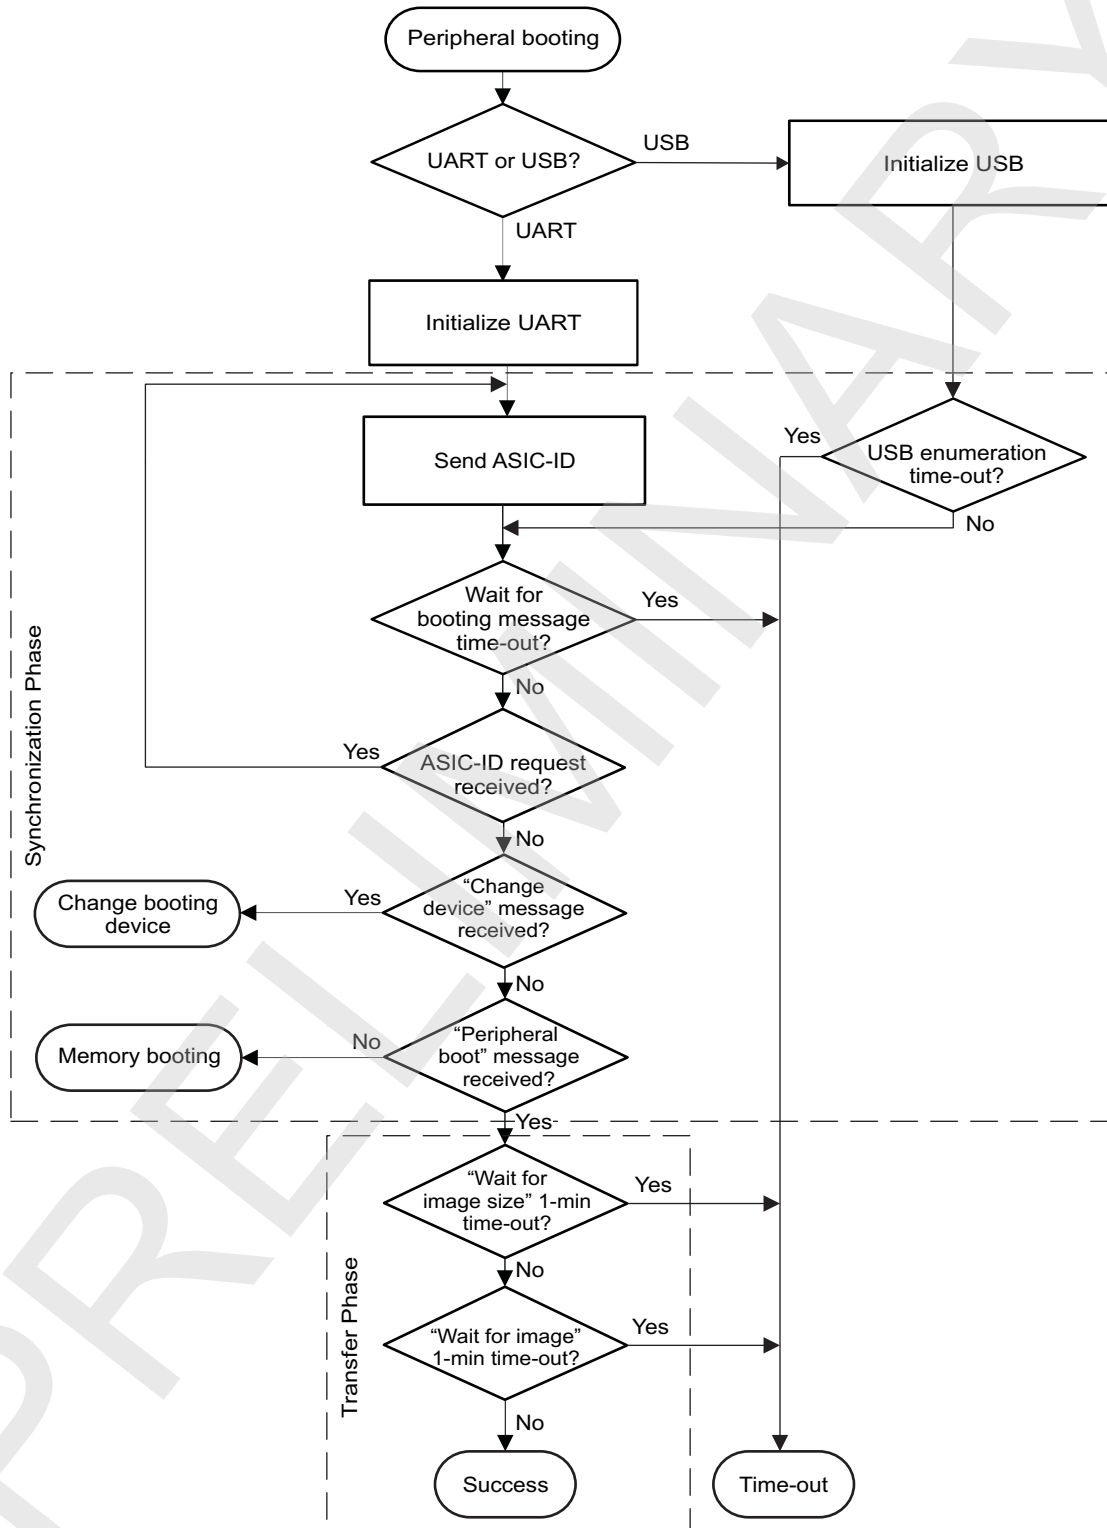 Peripheral booting
UART or USB?
USB
Initialize USB
UART
Initialize UART
Send ASIC-ID
Yes
USB enumeration
time-out?
No
Wait for
booting message
time-out?
Yes
No
Yes
ASIC-ID request
received?
No
Synchronization Phase
Change booting
device
Yes
“Change
device” message
received?
No
Memory booting
No
“Peripheral
boot” message
received?
Yes
“Wait for
image size” 1-min
time-out?
Yes
No
Transfer Phase
“Wait for image”
1-min time-out?
Yes
No
Success
Time-out
PRELIMINARY